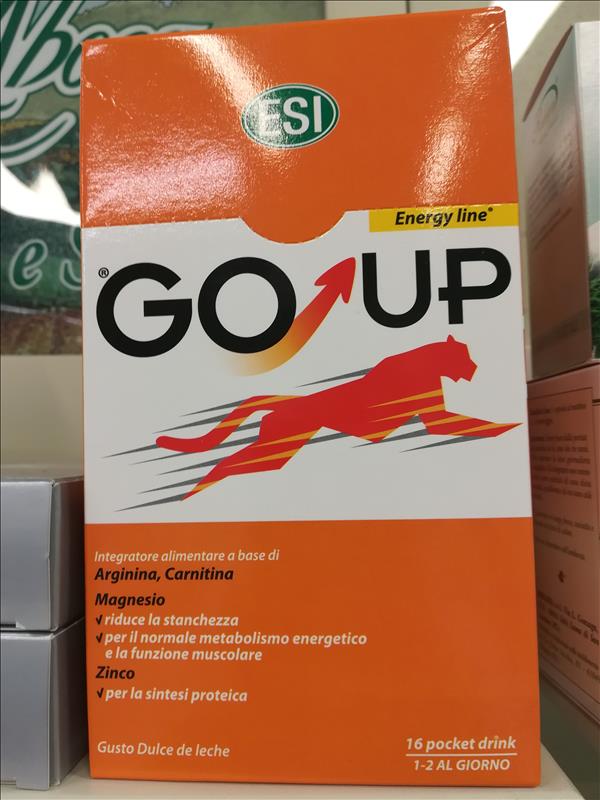 ESI
Energy line®
® GO UP
Integratore alimentare a base di
Arginina, Carnitina
Magnesio
√ riduce la stanchezza
√ per il normale metabolismo energetico
e la funzione muscolare
Zinco
√ per la sintesi proteica
Gusto Dulce de leche
16 pocket drink
1-2 AL GIORNO